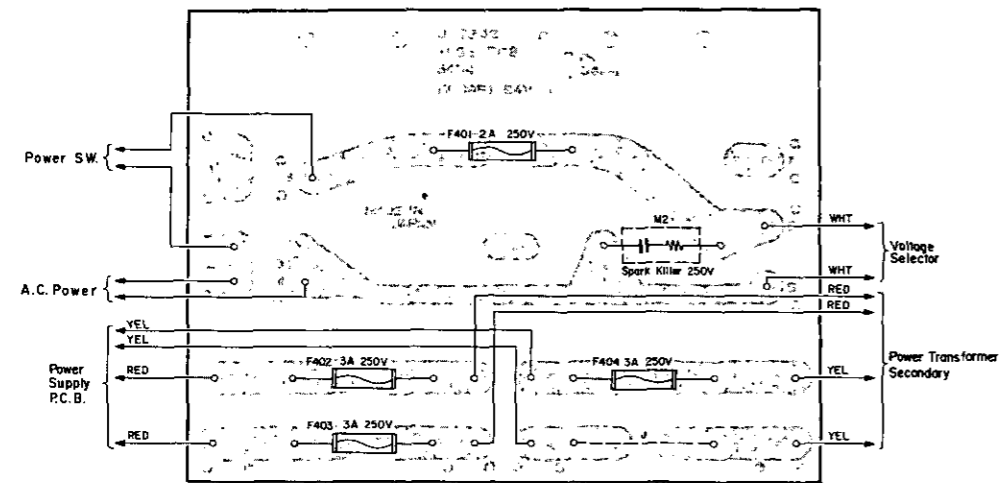 F401 2A 250V
Power SW.
M2
WHT
Voltage
Selector
Spark Killer 250V
WHT
A.C. Power
RED
RED
YEL
YEL
F402 3A 250V
F404 3A 250V
Power
Supply
P.C.B.
RED
YEL
Power Transformer
Secondary
F403 3A 250V
J
RED
YEL